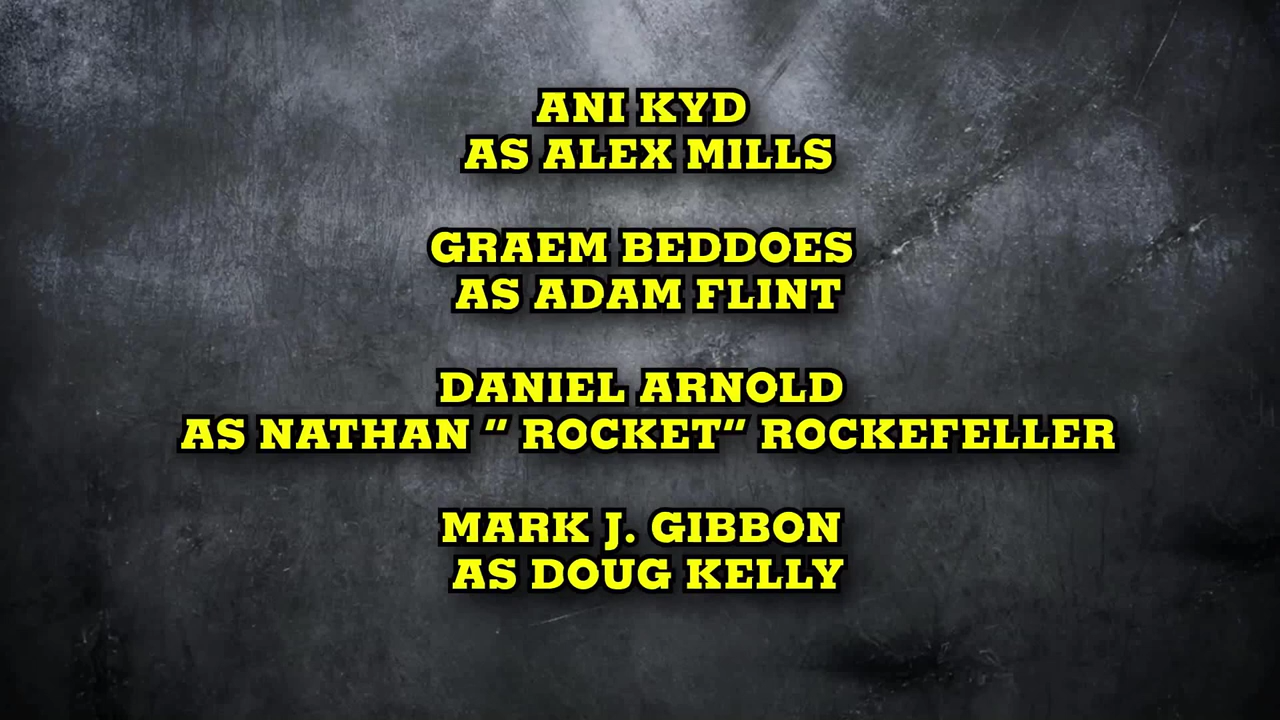 ANI KYD
AS ALEX MILLS
GRAEM BEDDOES
AS ADAM FLINT
DANIEL ARNOLD
AS NATHAN “ ROCKET” ROCKEFELLER
MARK J. GIBBON
AS DOUG KELLY